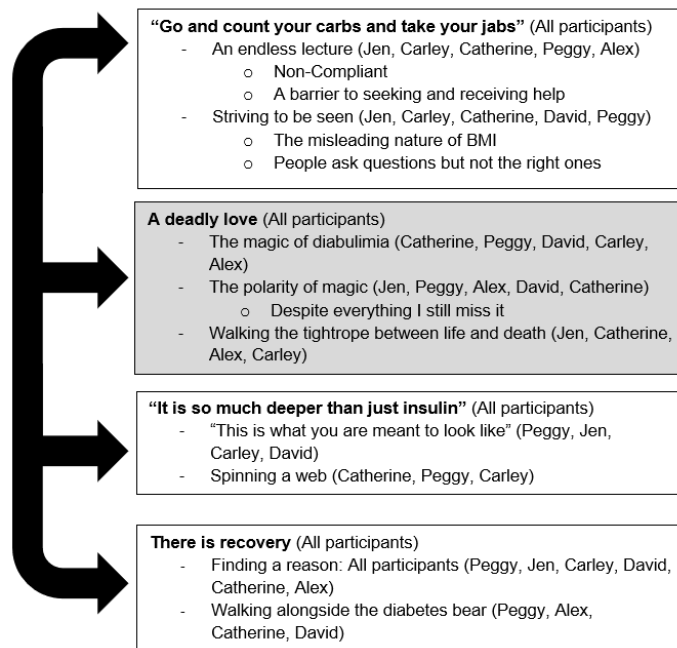 “Go and count your carbs and take your jabs” (All participants)
- An endless lecture (Jen, Carley, Catherine, Peggy, Alex)
o Non-Compliant
o A barrier to seeking and receiving help
- Striving to be seen (Jen, Carley, Catherine, David, Peggy)
o The misleading nature of BMI
o People ask questions but not the right ones
A deadly love (All participants)
- The magic of diabulimia (Catherine, Peggy, David, Carley,
Alex)
- The polarity of magic (Jen, Peggy, Alex, David, Catherine)
o Despite everything I still miss it
- Walking the tightrope between life and death (Jen, Catherine,
Alex, Carley)
“It is so much deeper than just insulin” (All participants)
- “This is what you are meant to look like” (Peggy, Jen,
Carley, David)
- Spinning a web (Catherine, Peggy, Carley)
There is recovery (All participants)
- Finding a reason: All participants (Peggy, Jen, Carley, David,
Catherine, Alex)
- Walking alongside the diabetes bear (Peggy, Alex,
Catherine, David)